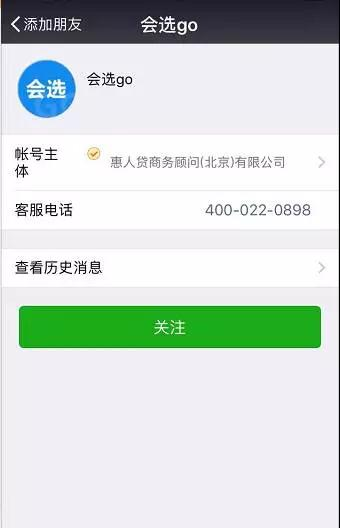 添加朋友
会选go
会选
会选go
帐号主
体
惠人贷商务顾问(北京)有限公司
客服电话
400-022-0898
查看历史消息
关注